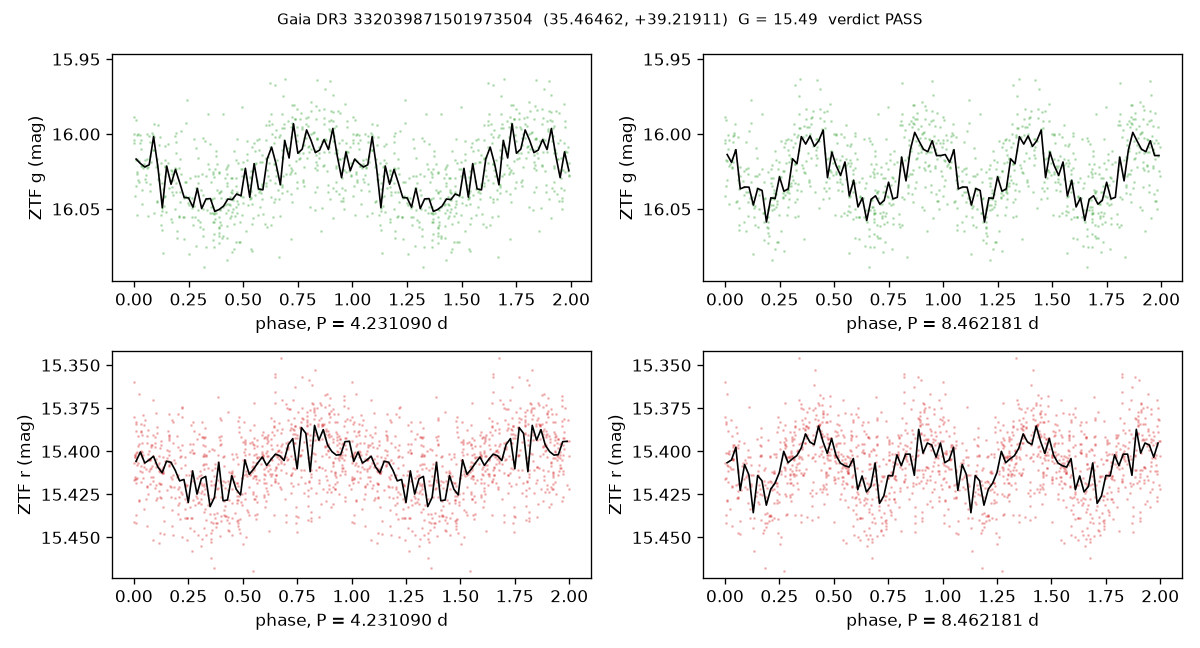 Gaia DR3 332039871501973504 (35.46462, +39.21911) G = 15.49 verdict PASS
ZTF g (mag)
15.95
16.00
16.05
0.00 0.25 0.50 0.75 1.00 1.25 1.50 1.75 2.00
phase, P = 4.231090 d
ZTF g (mag)
15.95
16.00
16.05
0.00 0.25 0.50 0.75 1.00 1.25 1.50 1.75 2.00
phase, P = 8.462181 d
ZTF r (mag)
15.350
15.375
15.400
15.425
15.450
0.00 0.25 0.50 0.75 1.00 1.25 1.50 1.75 2.00
phase, P = 4.231090 d
ZTF r (mag)
15.350
15.375
15.400
15.425
15.450
0.00 0.25 0.50 0.75 1.00 1.25 1.50 1.75 2.00
phase, P = 8.462181 d